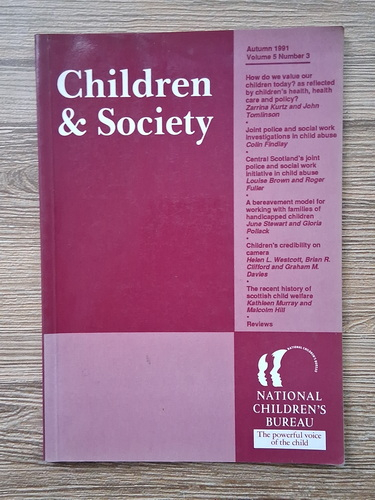 Children
& Society
Autumn 1991
Volume 5 Number 3
How do we value our
children today? as reflected
by children's health, health
care and policy?
Zarrina Kurtz and John
Tomlinson
Joint police and social work
investigations in child abuse
Colin Findlay
Central Scotland's joint
police and social work
initiative in child abuse
Louise Brown and Roger
Fuller
A bereavement model for
working with families of
handicapped children
June Stewart and Gloria
Pollack
Children's credibility on
camera
Helen L. Westcott, Brian R.
Clifford and Graham M.
Davies
The recent history of
scottish child welfare
Kathleen Murray and
Malcolm Hill
Reviews
NATIONAL CHILDREN'S BUREAU
NATIONAL
CHILDREN'S
BUREAU
The powerful voice
of the child